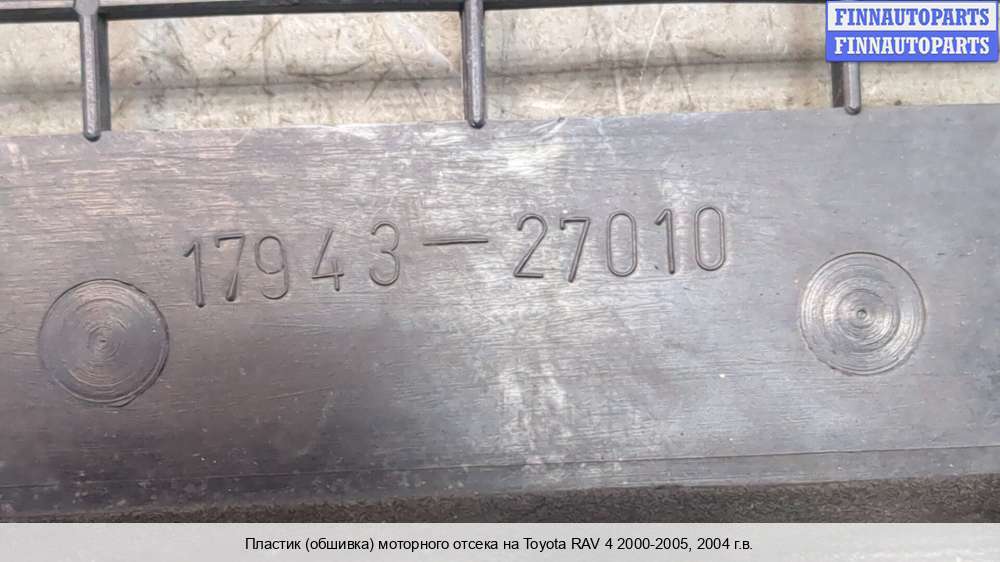 FINNAUTOPARTS
FINNAUTOPARTS
17943-27010
Пластик (обшивка) моторного отсека на Toyota RAV 4 2000-2005, 2004 г.в.